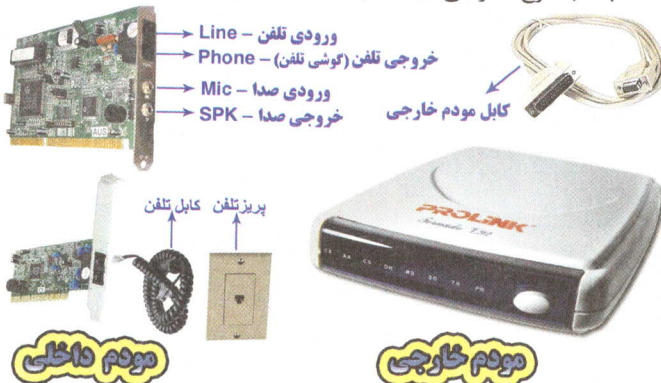 ورودی تلفن – Line
خروجی تلفن (گوشی تلفن) – Phone
ورودی صدا – Mic
خروجی صدا – SPK
کابل مودم خارجی
پریز تلفن
کابل تلفن
PROLiNK
مودم داخلی
مودم خارجی